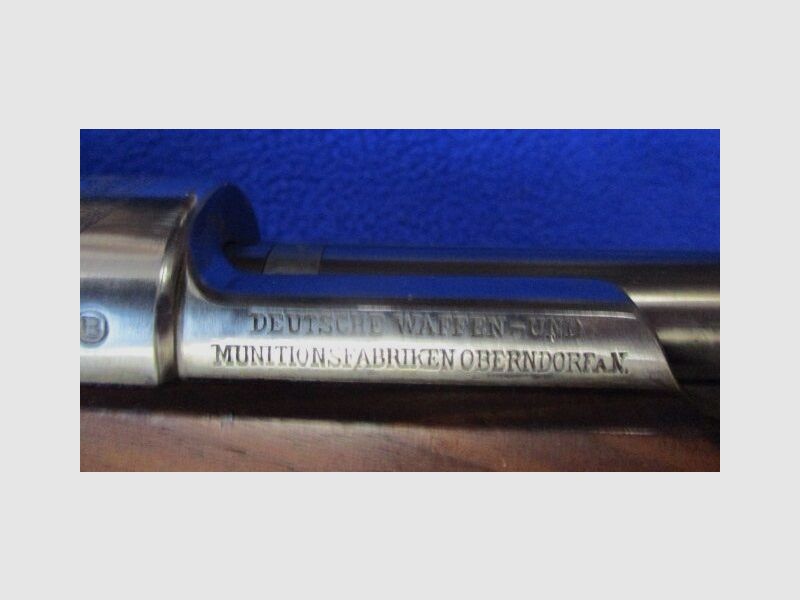 B
DEUTSCHE WAFFEN-UND
MUNITIONSFABRIKEN OBERNDORF A.N.